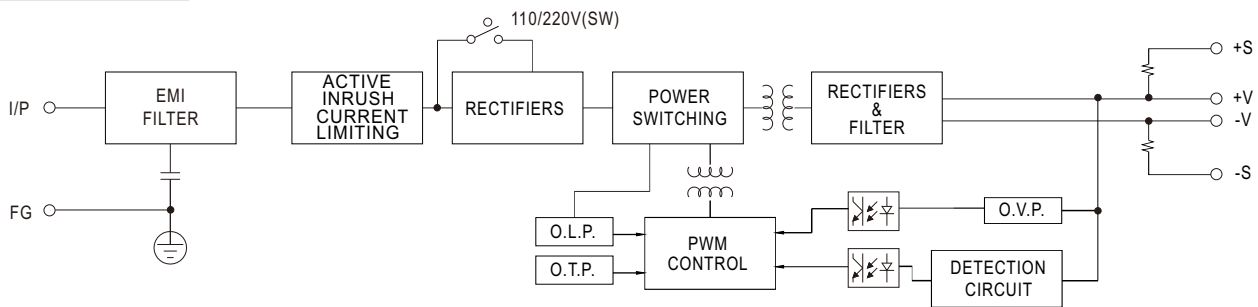 110/220V(SW)
+S
I/P
EMI
FILTER
ACTIVE
INRUSH
CURRENT
LIMITING
RECTIFIERS
POWER
SWITCHING
RECTIFIERS
&
FILTER
+V
-V
-S
FG
O.L.P.
O.T.P.
PWM
CONTROL
O.V.P.
DETECTION
CIRCUIT